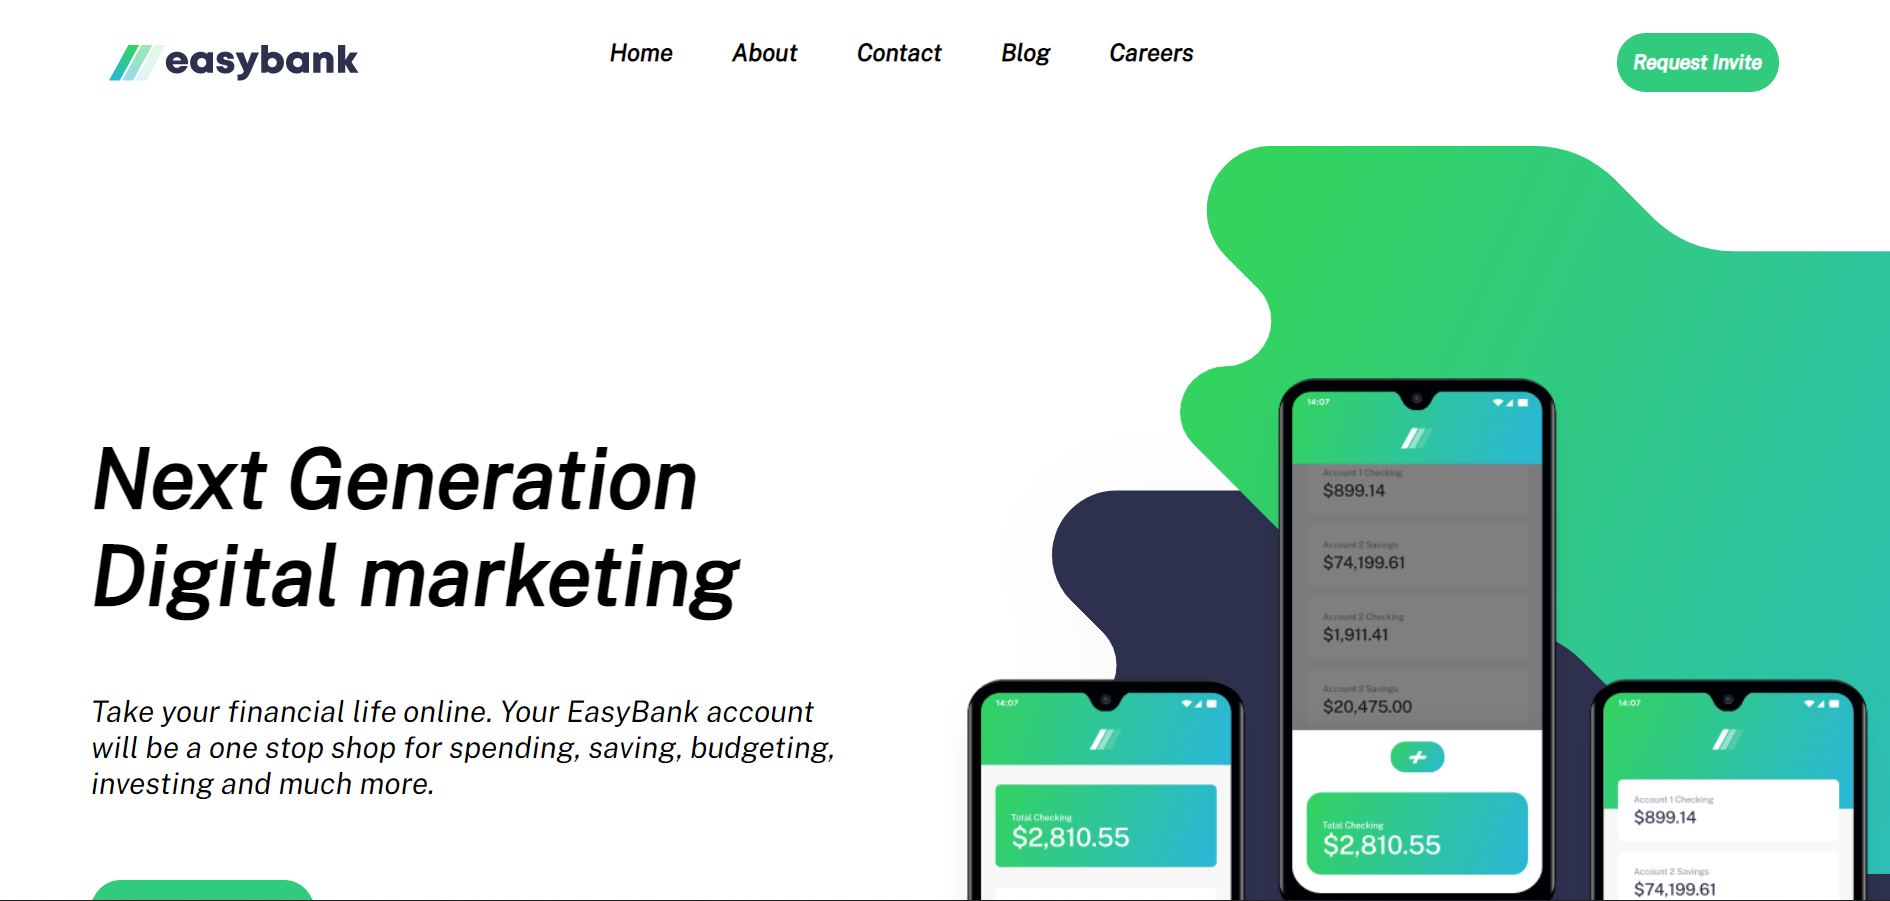 easybank
Home About Contact Blog Careers
Request Invite
Next Generation
Digital marketing
Take your financial life online. Your EasyBank account
will be a one stop shop for spending, saving, budgeting,
investing and much more.
14:07
Total Checking
$2,810.55
14:07
Account 1 Checking
$899.14
Account 2 Savings
$74,199.61
Account 2 Checking
$1,911.41
Account 2 Savings
$20,475.00
Total Checking
$2,810.55
14:07
Account 1 Checking
$899.14
Account 2 Savings
$74,199.61